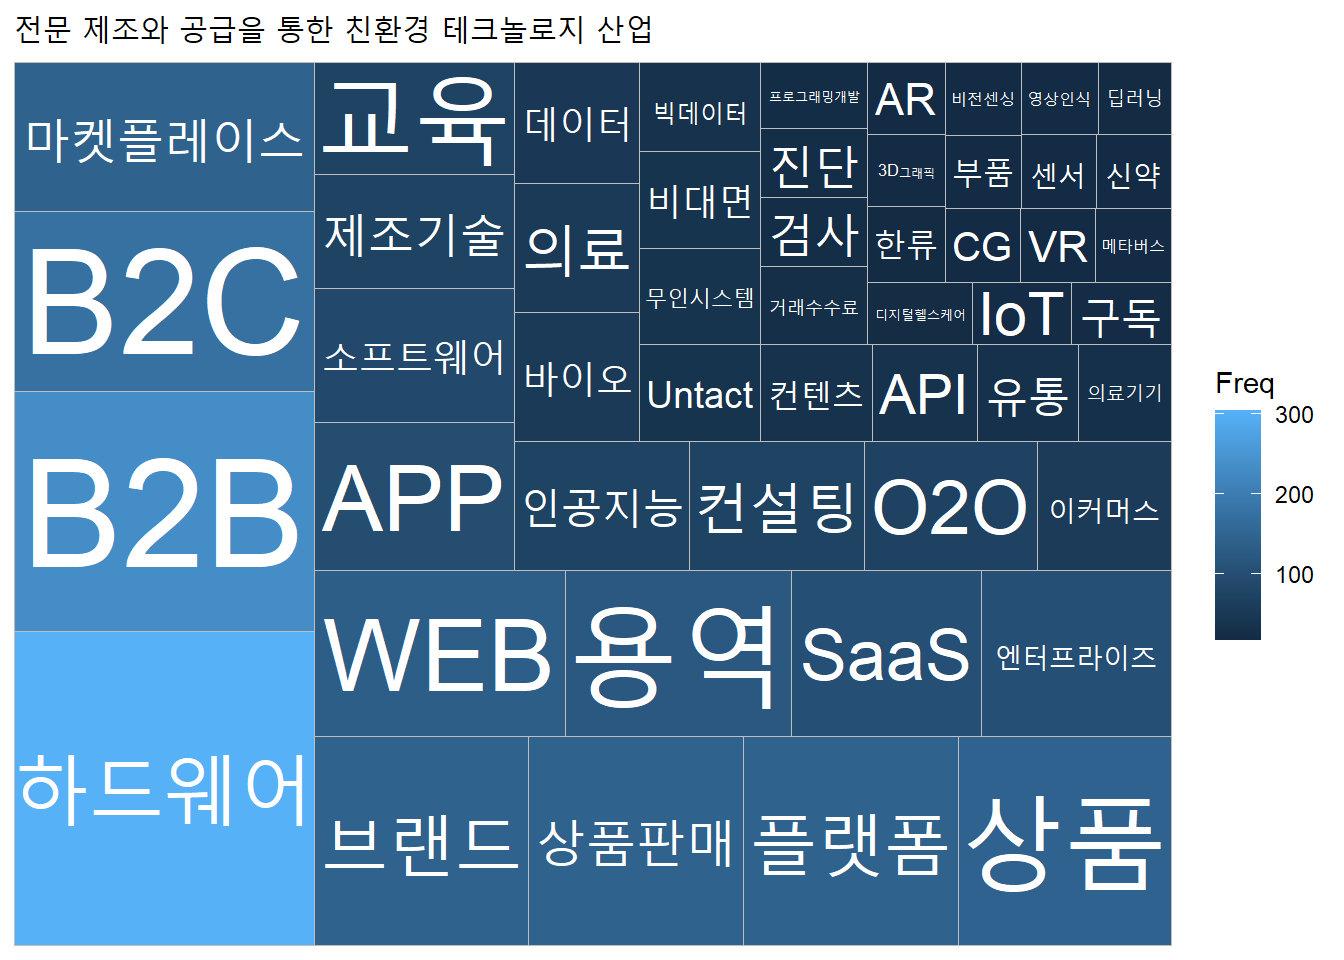 전문 제조와 공급을 통한 친환경 테크놀로지 산업
마켓플레이스
B2C
B2B
하드웨어
교육
제조기술
소프트웨어
APP
데이터
의료
바이오
빅데이터
비대면
무인시스템
Untact
프로그래밍개발
진단
검사
거래수수료
컨텐츠
AR
비전센싱
영상인식
딥러닝
3D그래픽
부품
센서
신약
한류
CG
VR
메타버스
디지털헬스케어
IoT
구독
API
유통
의료기기
인공지능
컨설팅
O2O
이커머스
WEB
용역
SaaS
엔터프라이즈
브랜드
상품판매
플랫폼
상품
Freq
300
200
100